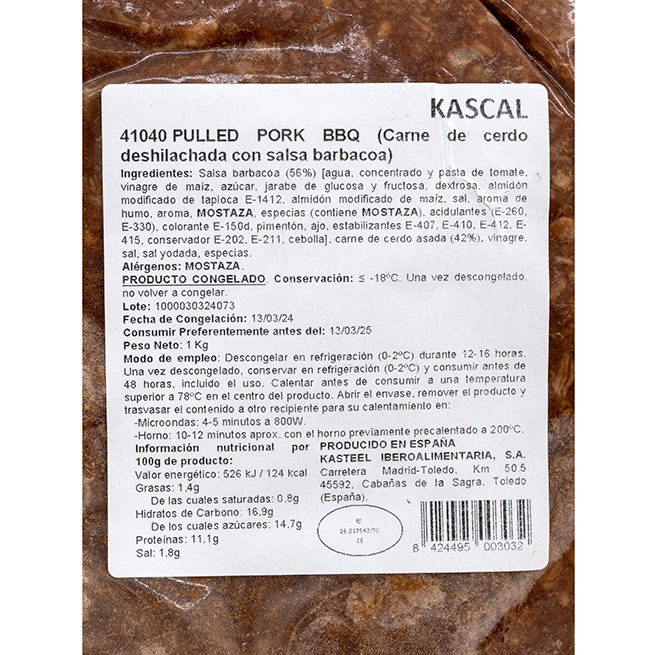 KASCAL
41040 PULLED PORK BBQ (Carne de cerdo
deshilachada con salsa barbacoa)
Ingredientes: Salsa barbacoa (56%) [agua, concentrado y pasta de tomate,
vinagre de maíz, azúcar, jarabe de glucosa y fructosa, dextrosa, almidón
modificado de tapioca E-1412, almidón modificado de maíz, sal, aroma de
humo, aroma, MOSTAZA, especias (contiene MOSTAZA), acidulantes (E-260,
E-330), colorante E-150d, pimentón, ajo, estabilizantes E-407, E-410, E-412, E-
415, conservador E-202, E-211, cebolla], carne de cerdo asada (42%), vinagre,
sal, sal yodada, especias.
Alérgenos: MOSTAZA.
PRODUCTO CONGELADO. Conservación: ≤ -18ºC. Una vez descongelado,
no volver a congelar.
Lote: 1000030324073
Fecha de Congelación: 13/03/24
Consumir Preferentemente antes del: 13/03/25
Peso Neto: 1 Kg
Modo de empleo: Descongelar en refrigeración (0-2ºC) durante 12-16 horas.
Una vez descongelado, conservar en refrigeración (0-2ºC) y consumir antes de
48 horas, incluido el uso. Calentar antes de consumir a una temperatura
superior a 78ºC en el centro del producto. Abrir el envase, remover el producto y
trasvasar el contenido a otro recipiente para su calentamiento en:
-Microondas: 4-5 minutos a 800W.
-Horno: 10-12 minutos aprox. con el horno previamente precalentado a 200ºC.
Información nutricional por
100g de producto:
Valor energético: 526 kJ / 124 kcal
Grasas: 1,4g
De las cuales saturadas: 0,8g
Hidratos de Carbono: 16,9g
De los cuales azúcares: 14,7g
Proteínas: 11,1g
Sal: 1,8g
PRODUCIDO EN ESPAÑA
KASTEEL IBEROALIMENTARIA, S.A.
Carretera Madrid-Toledo, Km 50.5
45592, Cabañas de la Sagra, Toledo
(España).
CE
8 424495 003032